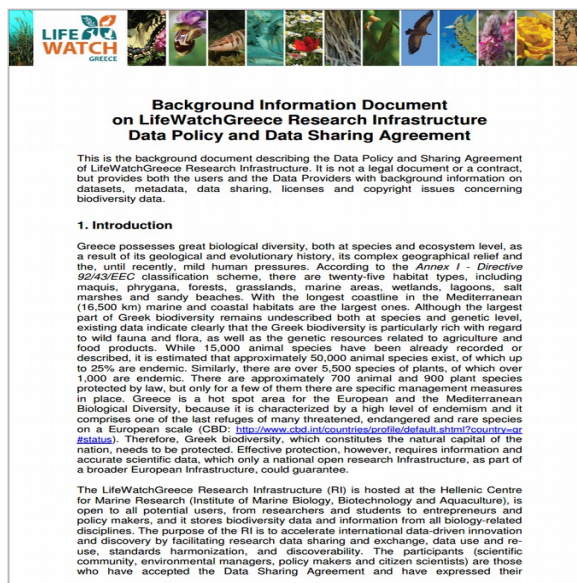 LIFE
WATCH
GREECE
Background Information Document
on LifeWatchGreece Research Infrastructure
Data Policy and Data Sharing Agreement
This is the background document describing the Data Policy and Sharing Agreement
of LifeWatchGreece Research Infrastructure. It is not a legal document or a contract,
but provides both the users and the Data Providers with background information on
datasets, metadata, data sharing, licenses and copyright issues concerning
biodiversity data.
1. Introduction
Greece possesses great biological diversity, both at species and ecosystem level, as
a result of its geological and evolutionary history, its complex geographical relief and
the, until recently, mild human pressures. According to the Annex I - Directive
92/43/EEC classification scheme, there are twenty-five habitat types, including
maquis, phrygana, forests, grasslands, marine areas, wetlands, lagoons, salt
marshes and sandy beaches. With the longest coastline in the Mediterranean
(16,500 km) marine and coastal habitats are the largest ones. Although the largest
part of Greek biodiversity remains undescribed both at species and genetic level,
existing data indicate clearly that the Greek biodiversity is particularly rich with regard
to wild fauna and flora, as well as the genetic resources related to agriculture and
food products. While 15,000 animal species have been already recorded or
described, it is estimated that approximately 50,000 animal species exist, of which up
to 25% are endemic. Similarly, there are over 5,500 species of plants, of which over
1,000 are endemic. There are approximately 700 animal and 900 plant species
protected by law, but only for a few of them there are specific management measures
in place. Greece is a hot spot area for the European and the Mediterranean
Biological Diversity, because it is characterized by a high level of endemism and it
comprises one of the last refuges of many threatened, endangered and rare species
on a European scale (CBD: http://www.cbd.int/countries/profile/default.shtml?country=gr
#status). Therefore, Greek biodiversity, which constitutes the natural capital of the
nation, needs to be protected. Effective protection, however, requires information and
accurate scientific data, which only a national open research Infrastructure, as part of
a broader European Infrastructure, could guarantee.
The LifeWatchGreece Research Infrastructure (RI) is hosted at the Hellenic Centre
for Marine Research (Institute of Marine Biology, Biotechnology and Aquaculture), is
open to all potential users, from researchers and students to entrepreneurs and
policy makers, and it stores biodiversity data and information from all biology-related
disciplines. The purpose of the RI is to accelerate international data-driven innovation
and discovery by facilitating research data sharing and exchange, data use and re-
use, standards harmonization, and discoverability. The participants (scientific
community, environmental managers, policy makers and citizen scientists) are those
who have accepted the Data Sharing Agreement and have expressed their